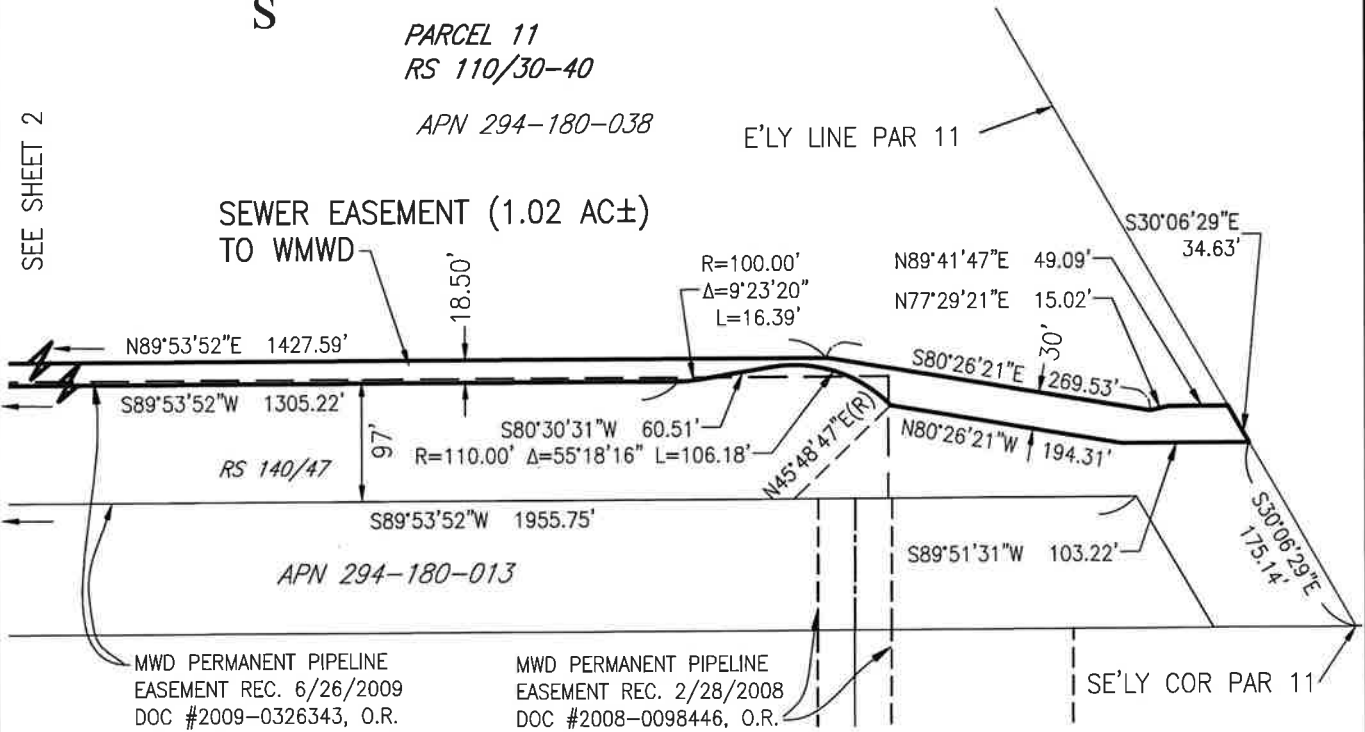 S
PARCEL 11
RS 110/30-40
APN 294-180-038
SEE SHEET 2
E'LY LINE PAR 11
SEWER EASEMENT (1.02 AC±)
TO WMWD
18.50'
R=100.00'
Δ=9°23'20"
L=16.39'
N89°41'47"E 49.09'
N77°29'21"E 15.02'
S30°06'29"E
34.63'
N89°53'52"E 1427.59'
S80°26'21"E 269.53'
30'
S89°53'52"W 1305.22'
97'
S80°30'31"W 60.51'
R=110.00' Δ=55°18'16" L=106.18'
N45°48'47"E(R)
N80°26'21"W 194.31'
RS 140/47
S89°53'52"W 1955.75'
S89°51'31"W 103.22'
S30°06'29"E
175.14'
APN 294-180-013
MWD PERMANENT PIPELINE
EASEMENT REC. 6/26/2009
DOC #2009-0326343, O.R.
MWD PERMANENT PIPELINE
EASEMENT REC. 2/28/2008
DOC #2008-0098446, O.R.
SE'LY COR PAR 11